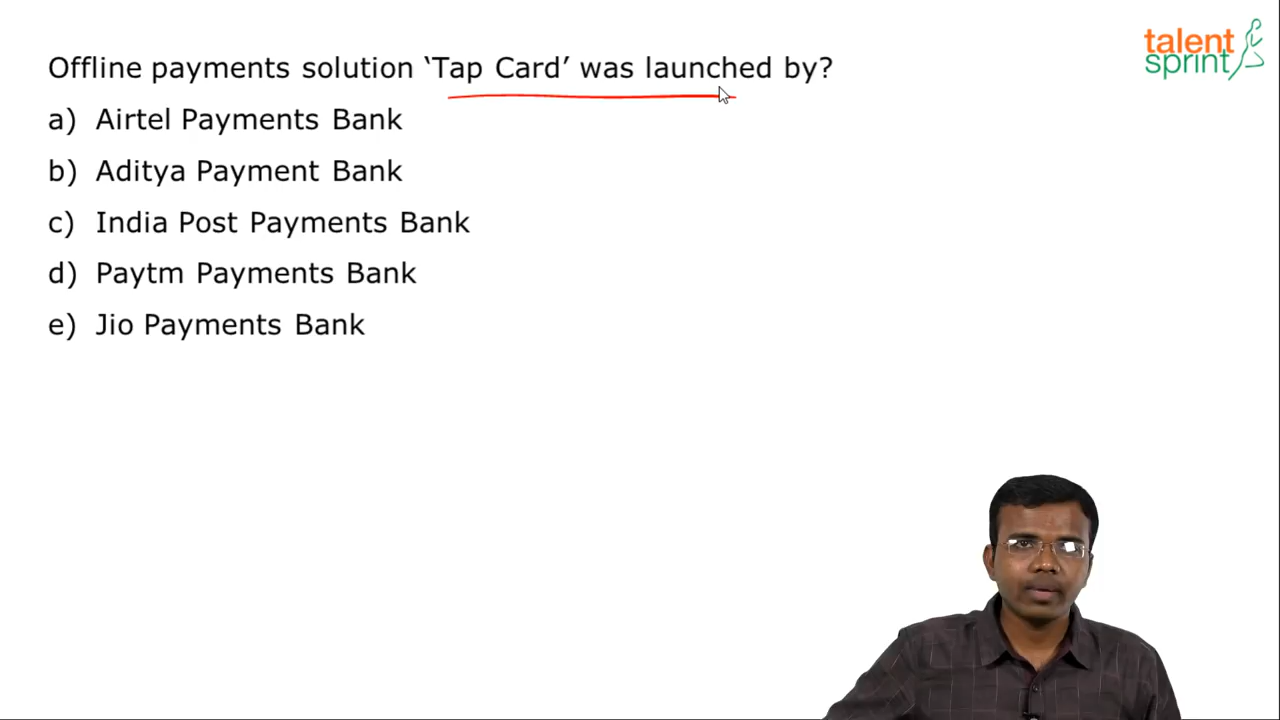 talent
sprint
Offline payments solution ‘Tap Card’ was launched by?
a) Airtel Payments Bank
b) Aditya Payment Bank
c) India Post Payments Bank
d) Paytm Payments Bank
e) Jio Payments Bank